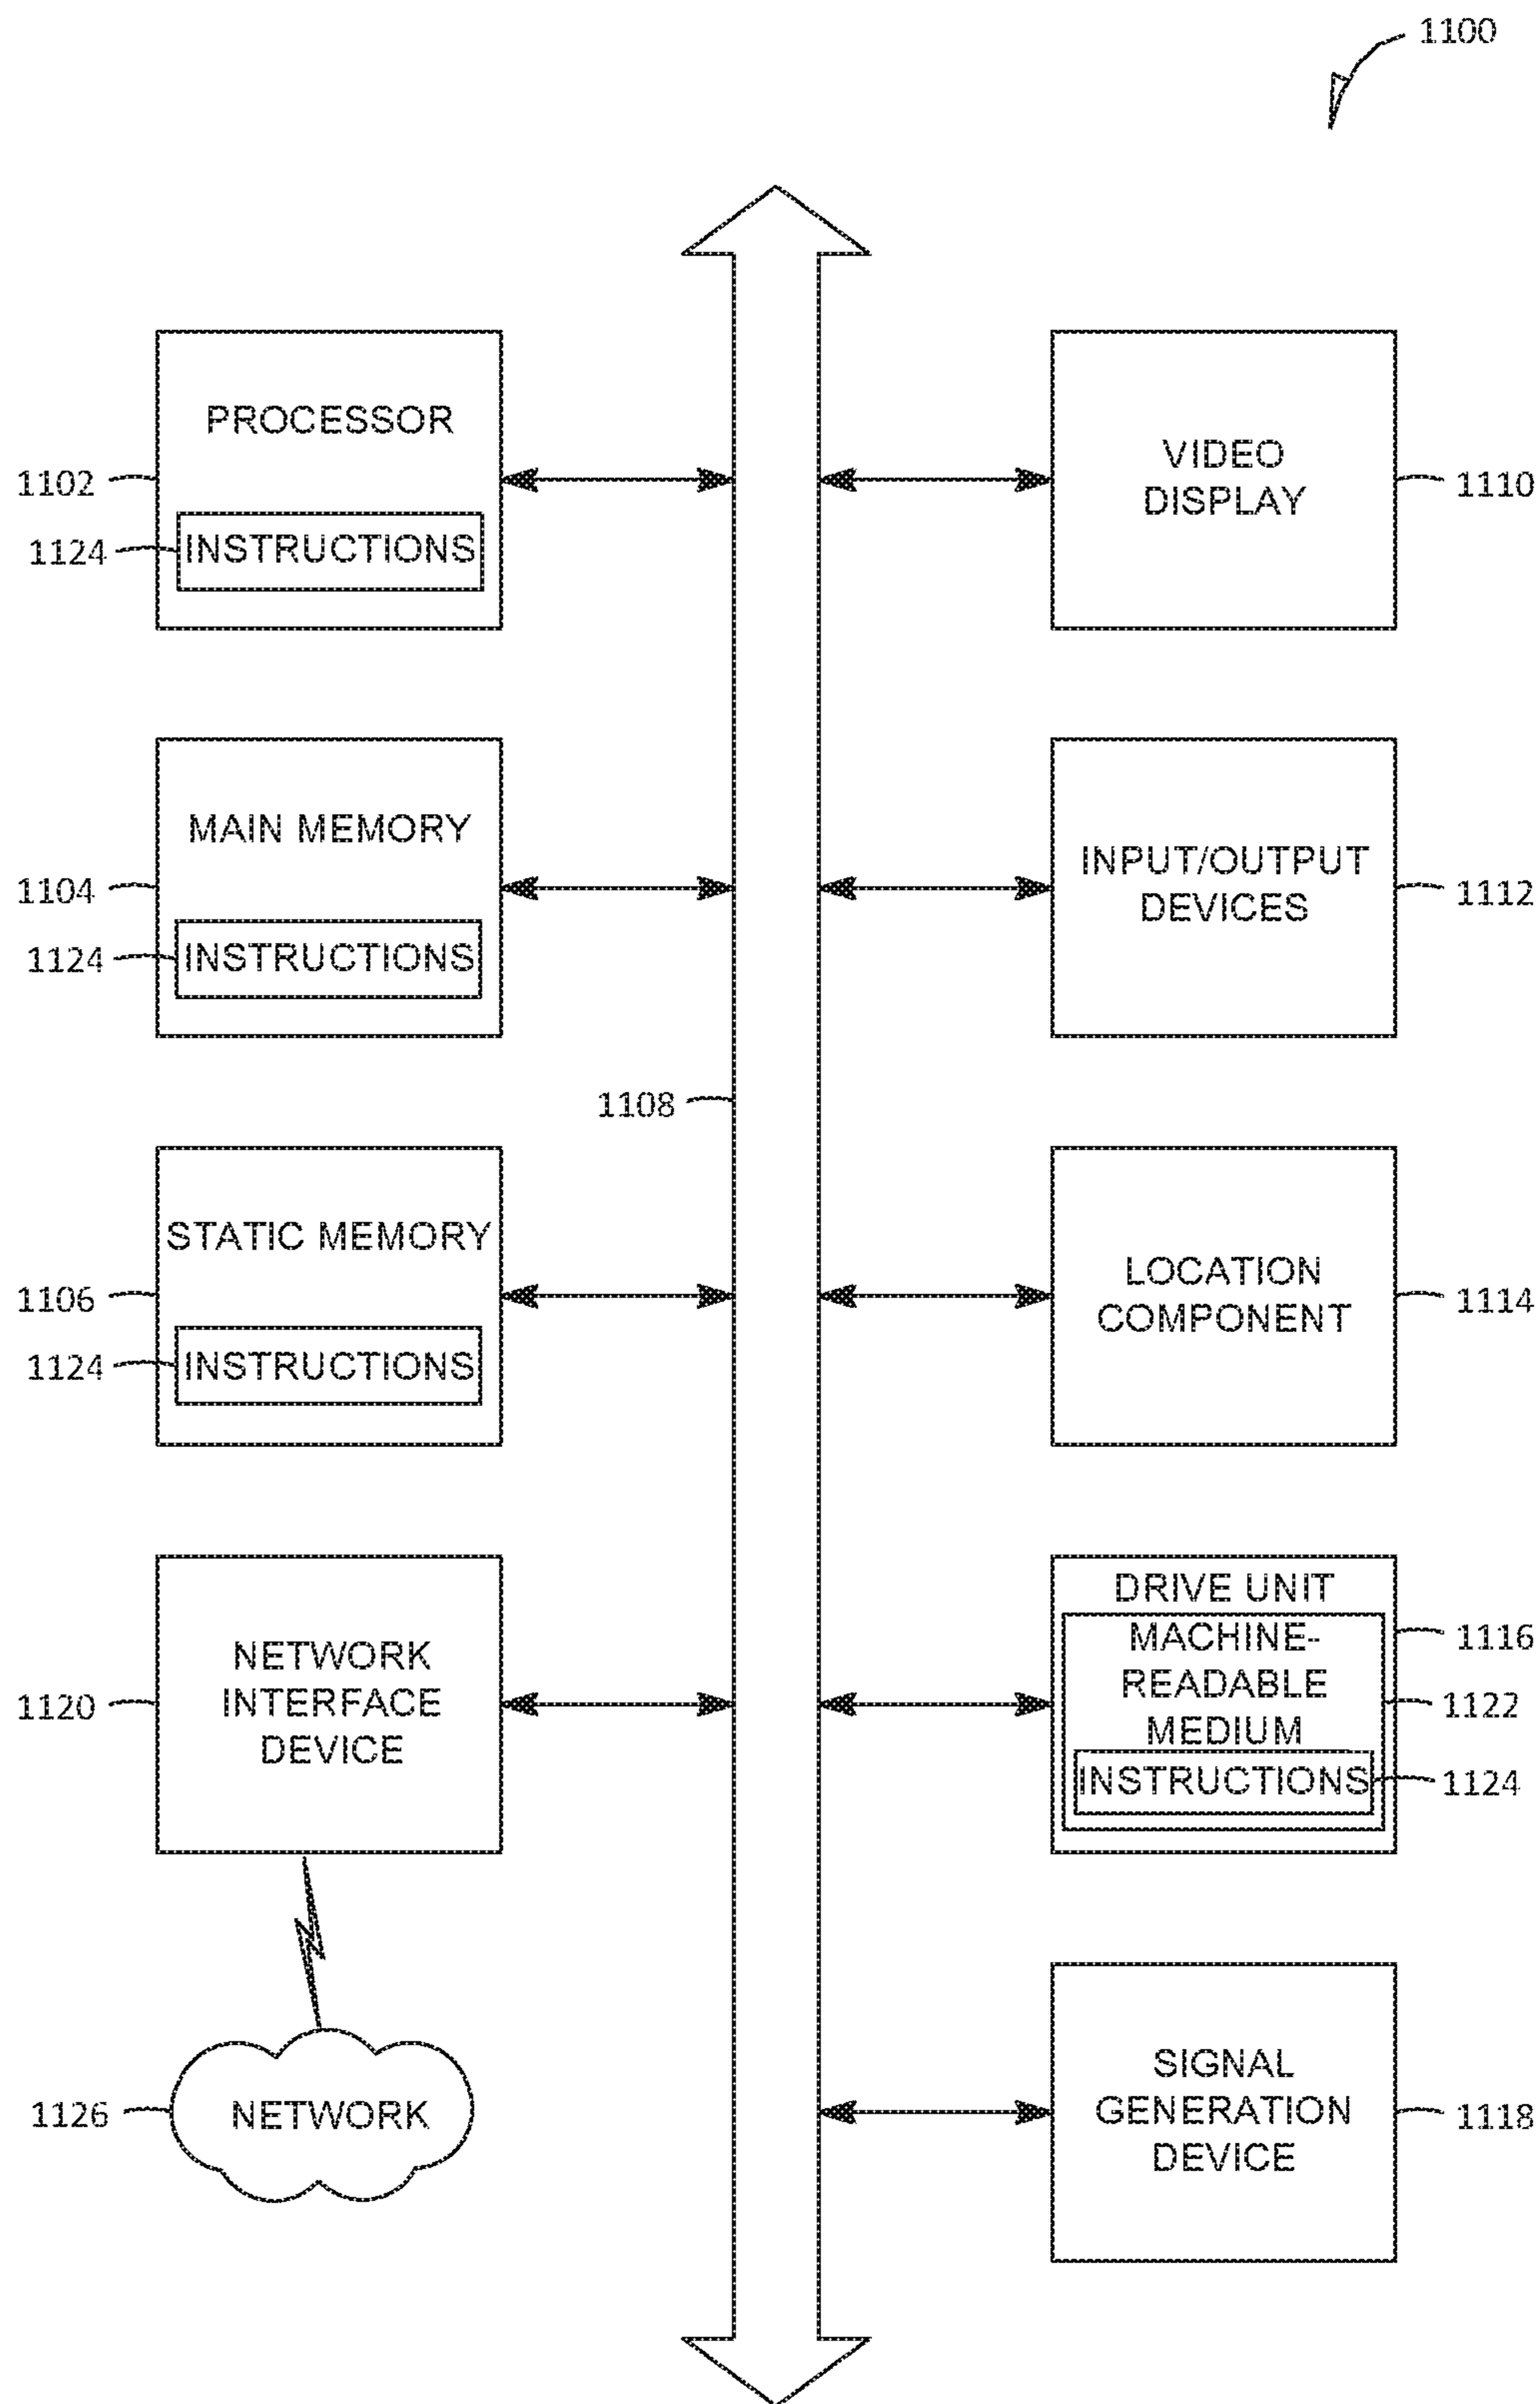 1100
PROCESSOR
1102
1124
INSTRUCTIONS
VIDEO
DISPLAY
1110
MAIN MEMORY
1104
1124
INSTRUCTIONS
INPUT/OUTPUT
DEVICES
1112
1108
STATIC MEMORY
1106
1124
INSTRUCTIONS
LOCATION
COMPONENT
1114
NETWORK
INTERFACE
DEVICE
1120
DRIVE UNIT
MACHINE-
READABLE
MEDIUM
INSTRUCTIONS
1116
1122
1124
1126
NETWORK
SIGNAL
GENERATION
DEVICE
1118